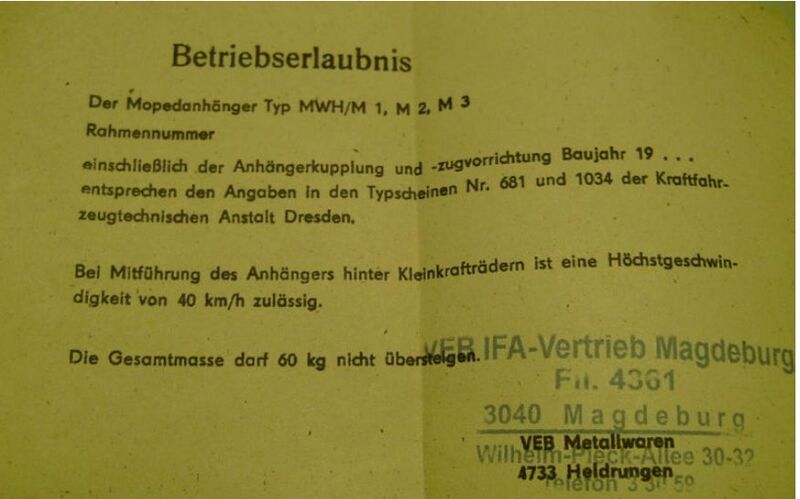 Betriebserlaubnis
Der Mopedanhänger Typ MWH/M 1, M 2, M 3
Rahmennummer
einschließlich der Anhängerkupplung und -zugvorrichtung Baujahr 19 . . .
entsprechen den Angaben in den Typscheinen Nr. 681 und 1034 der Kraftfahr-
zeugtechnischen Anstalt Dresden.
Bei Mitführung des Anhängers hinter Kleinkrafträdern ist eine Höchstgeschwin-
digkeit von 40 km/h zulässig.
Die Gesamtmasse darf 60 kg nicht übersteigen.
VEB IFA-Vertrieb Magdeburg
Fil. 4361
3040 Magdeburg
VEB Metallwaren
Wilhelm-Pieck-Allee 30-32
4733 Heldrungen
Telefon